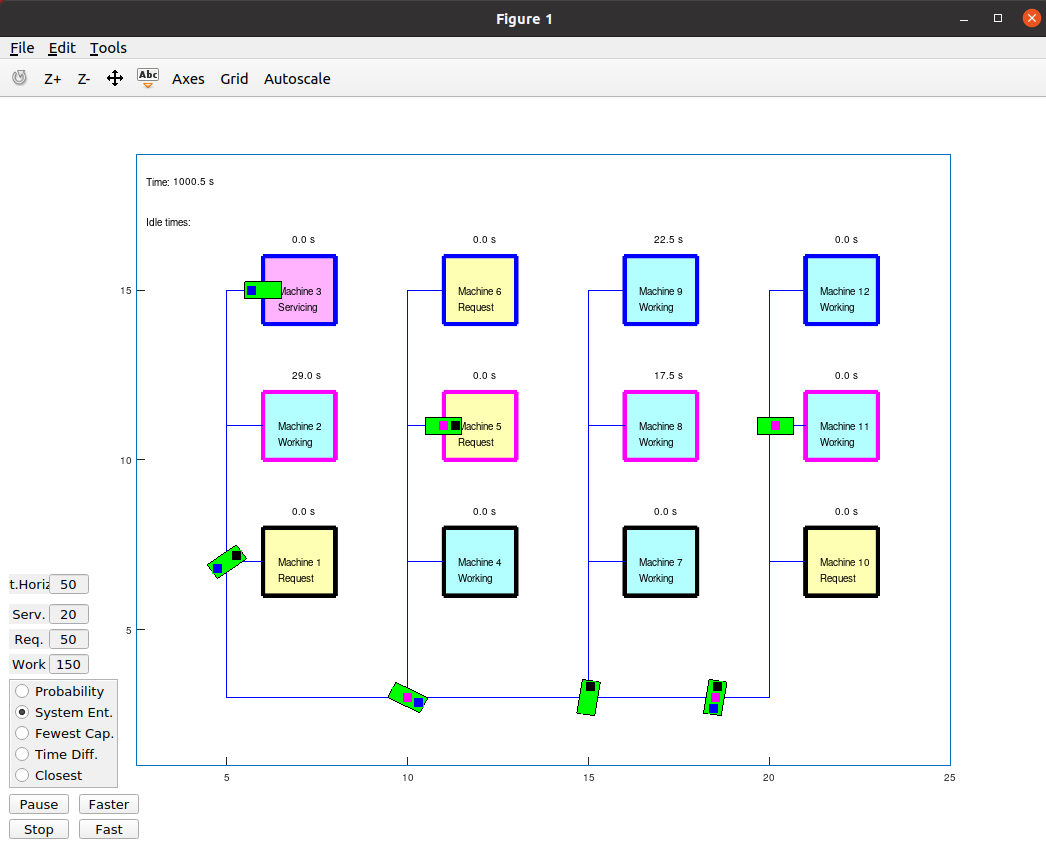 Figure 1
File Edit Tools
Z+ Z- Abc Axes Grid Autoscale
Time: 1000.5 s
Idle times:
0.0 s 0.0 s 22.5 s 0.0 s
15
Machine 3
Servicing
Machine 6
Request
Machine 9
Working
Machine 12
Working
29.0 s 0.0 s 17.5 s 0.0 s
Machine 2
Working
Machine 5
Request
Machine 8
Working
Machine 11
Working
10
0.0 s 0.0 s 0.0 s 0.0 s
Machine 1
Request
Machine 4
Working
Machine 7
Working
Machine 10
Request
5
5 10 15 20 25
t.Horiz 50
Serv. 20
Req. 50
Work 150
Probability
System Ent.
Fewest Cap.
Time Diff.
Closest
Pause Faster
Stop Fast